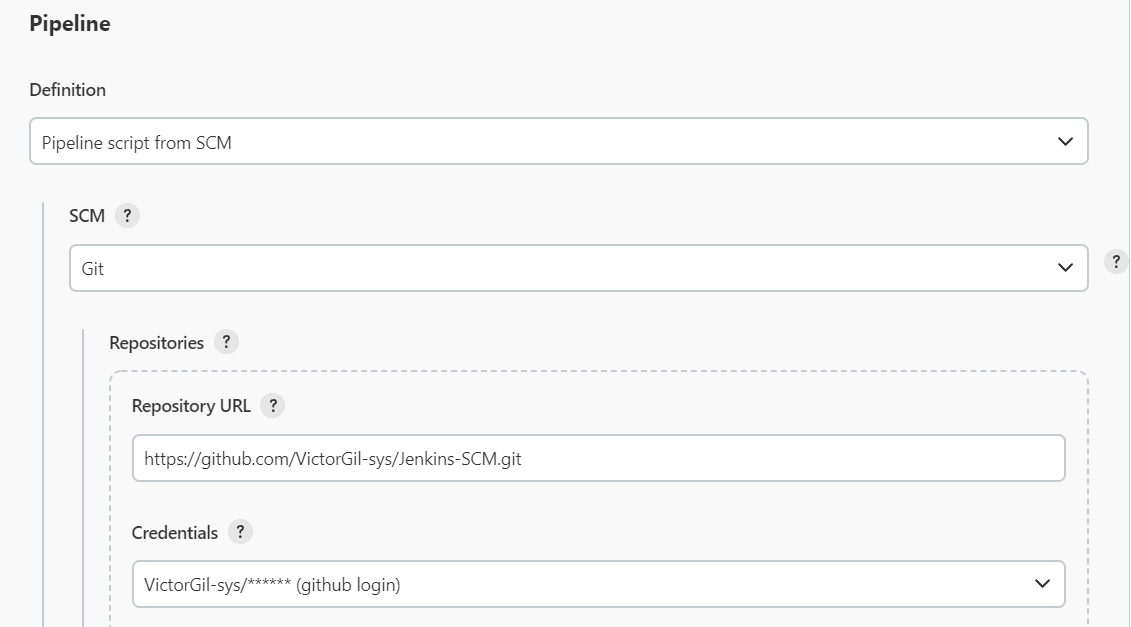 Pipeline
Definition
Pipeline script from SCM
SCM ?
Git
?
Repositories ?
Repository URL ?
https://github.com/VictorGil-sys/Jenkins-SCM.git
Credentials ?
VictorGil-sys/****** (github login)